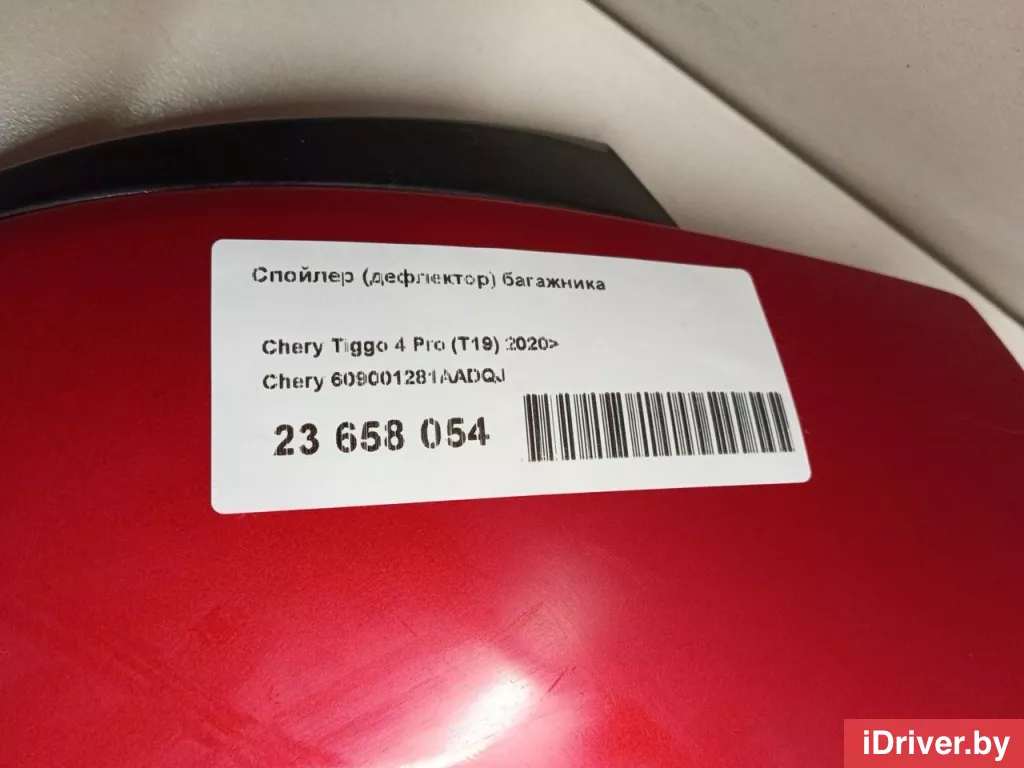 Спойлер (дефлектор) багажника
Chery Tiggo 4 Pro (T19) 2020>
Chery 609001281AADQJ
23 658 054
iDriver.by